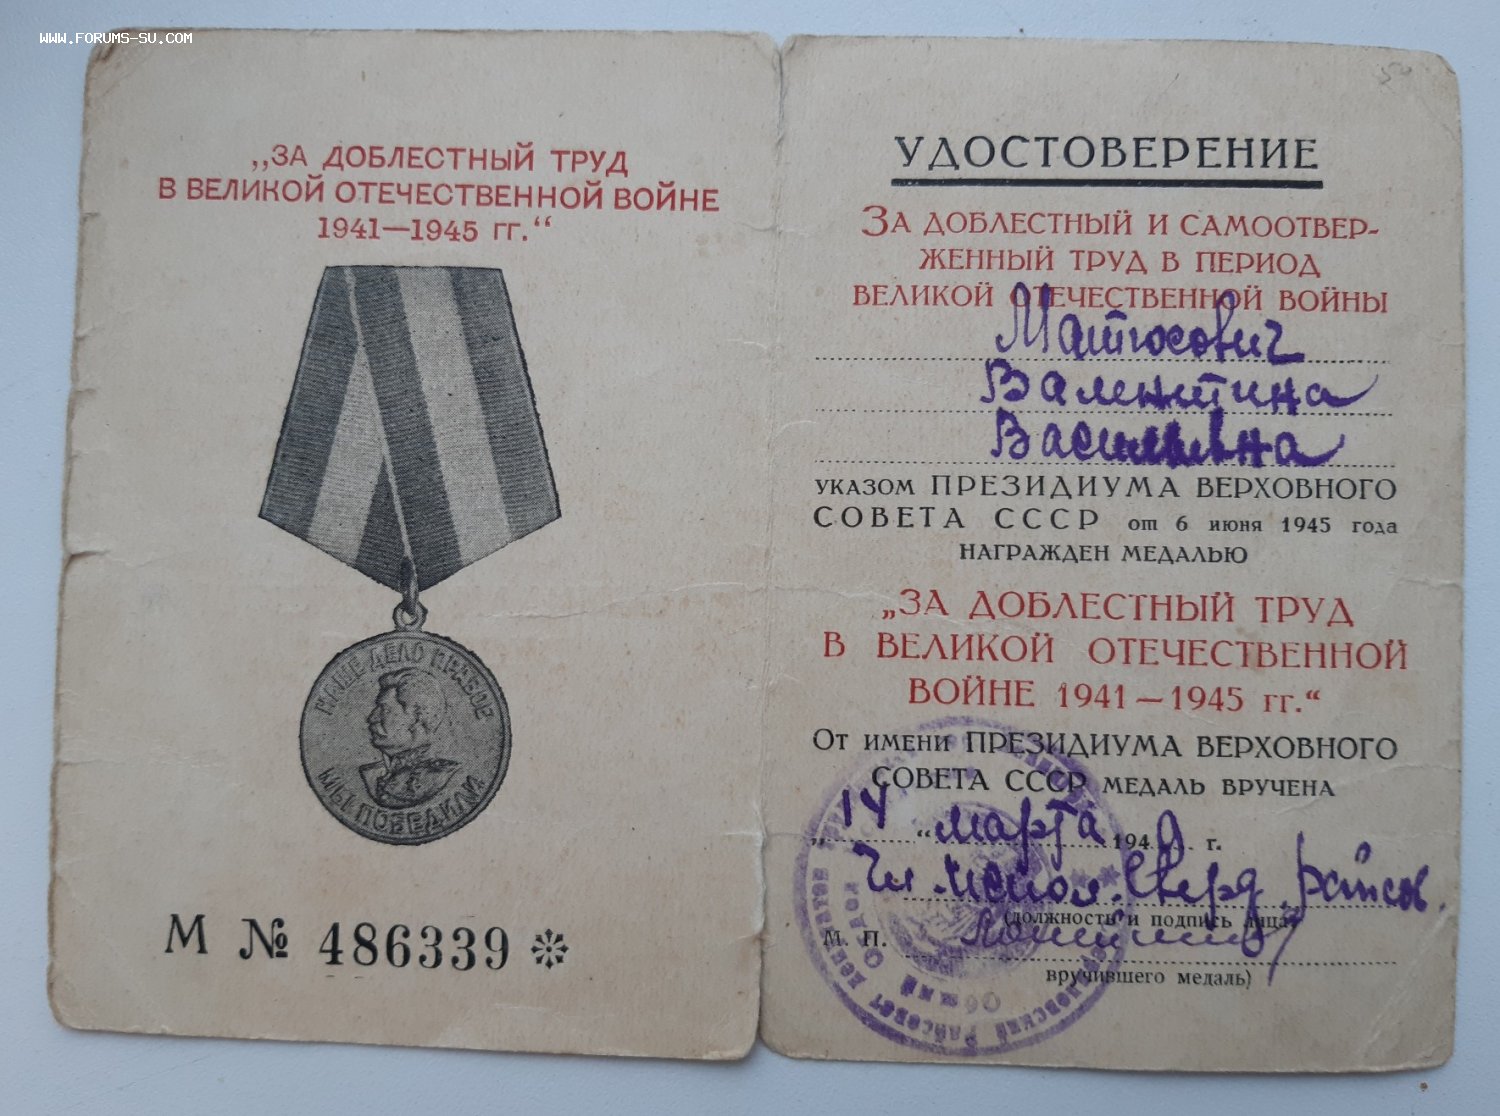 WWW.FORUMS-SU.COM
„ЗА ДОБЛЕСТНЫЙ ТРУД
В ВЕЛИКОЙ ОТЕЧЕСТВЕННОЙ ВОЙНЕ
1941—1945 гг.“
НАШЕ ДЕЛО ПРАВОЕ
МЫ ПОБЕДИЛИ
М № 486339
УДОСТОВЕРЕНИЕ
ЗА ДОБЛЕСТНЫЙ И САМООТВЕР-
ЖЕННЫЙ ТРУД В ПЕРИОД
ВЕЛИКОЙ ОТЕЧЕСТВЕННОЙ ВОЙНЫ
Матюсович
Валентина
Васильевна
УКАЗОМ ПРЕЗИДИУМА ВЕРХОВНОГО
СОВЕТА СССР от 6 июня 1945 года
НАГРАЖДЕН МЕДАЛЬЮ
„ЗА ДОБЛЕСТНЫЙ ТРУД
В ВЕЛИКОЙ ОТЕЧЕСТВЕННОЙ
ВОЙНЕ 1941—1945 гг.“
ОТ ИМЕНИ ПРЕЗИДИУМА ВЕРХОВНОГО
СОВЕТА СССР МЕДАЛЬ ВРУЧЕНА
„14“ марта 194 г.
(должность и подпись лица,
М. П.
вручившего медаль)